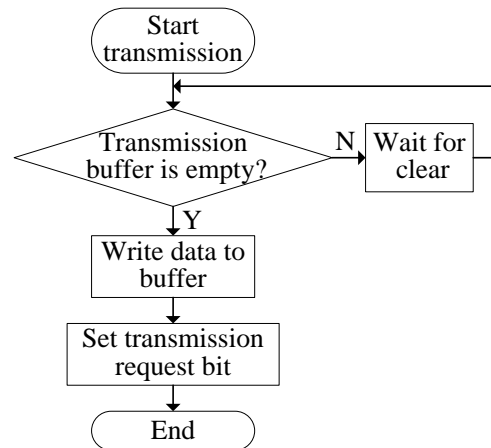 Start
transmission
Transmission
buffer is empty?
N
Wait for
clear
Y
Write data to
buffer
Set transmission
request bit
End